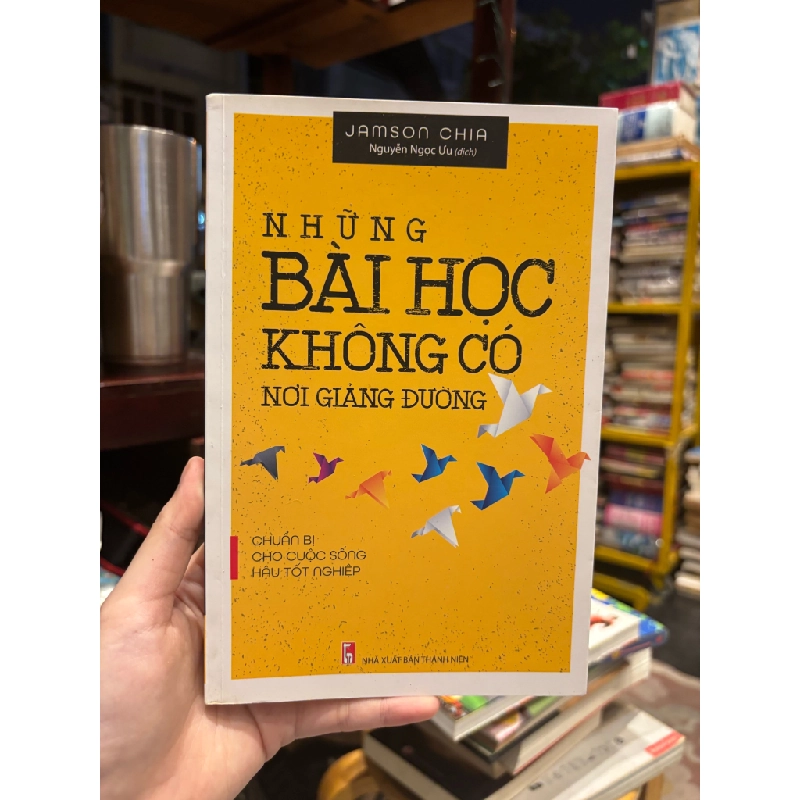 JAMSON CHIA
Nguyễn Ngọc Ưu (dịch)
NHỮNG
BÀI HỌC
KHÔNG CÓ
NƠI GIẢNG ĐƯỜNG
CHUẨN BỊ
CHO CUỘC SỐNG
HẬU TỐT NGHIỆP
NHÀ XUẤT BẢN THANH NIÊN